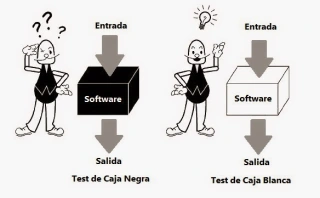 ? ? ?
Entrada
Software
Salida
Test de Caja Negra
Entrada
Software
Salida
Test de Caja Blanca